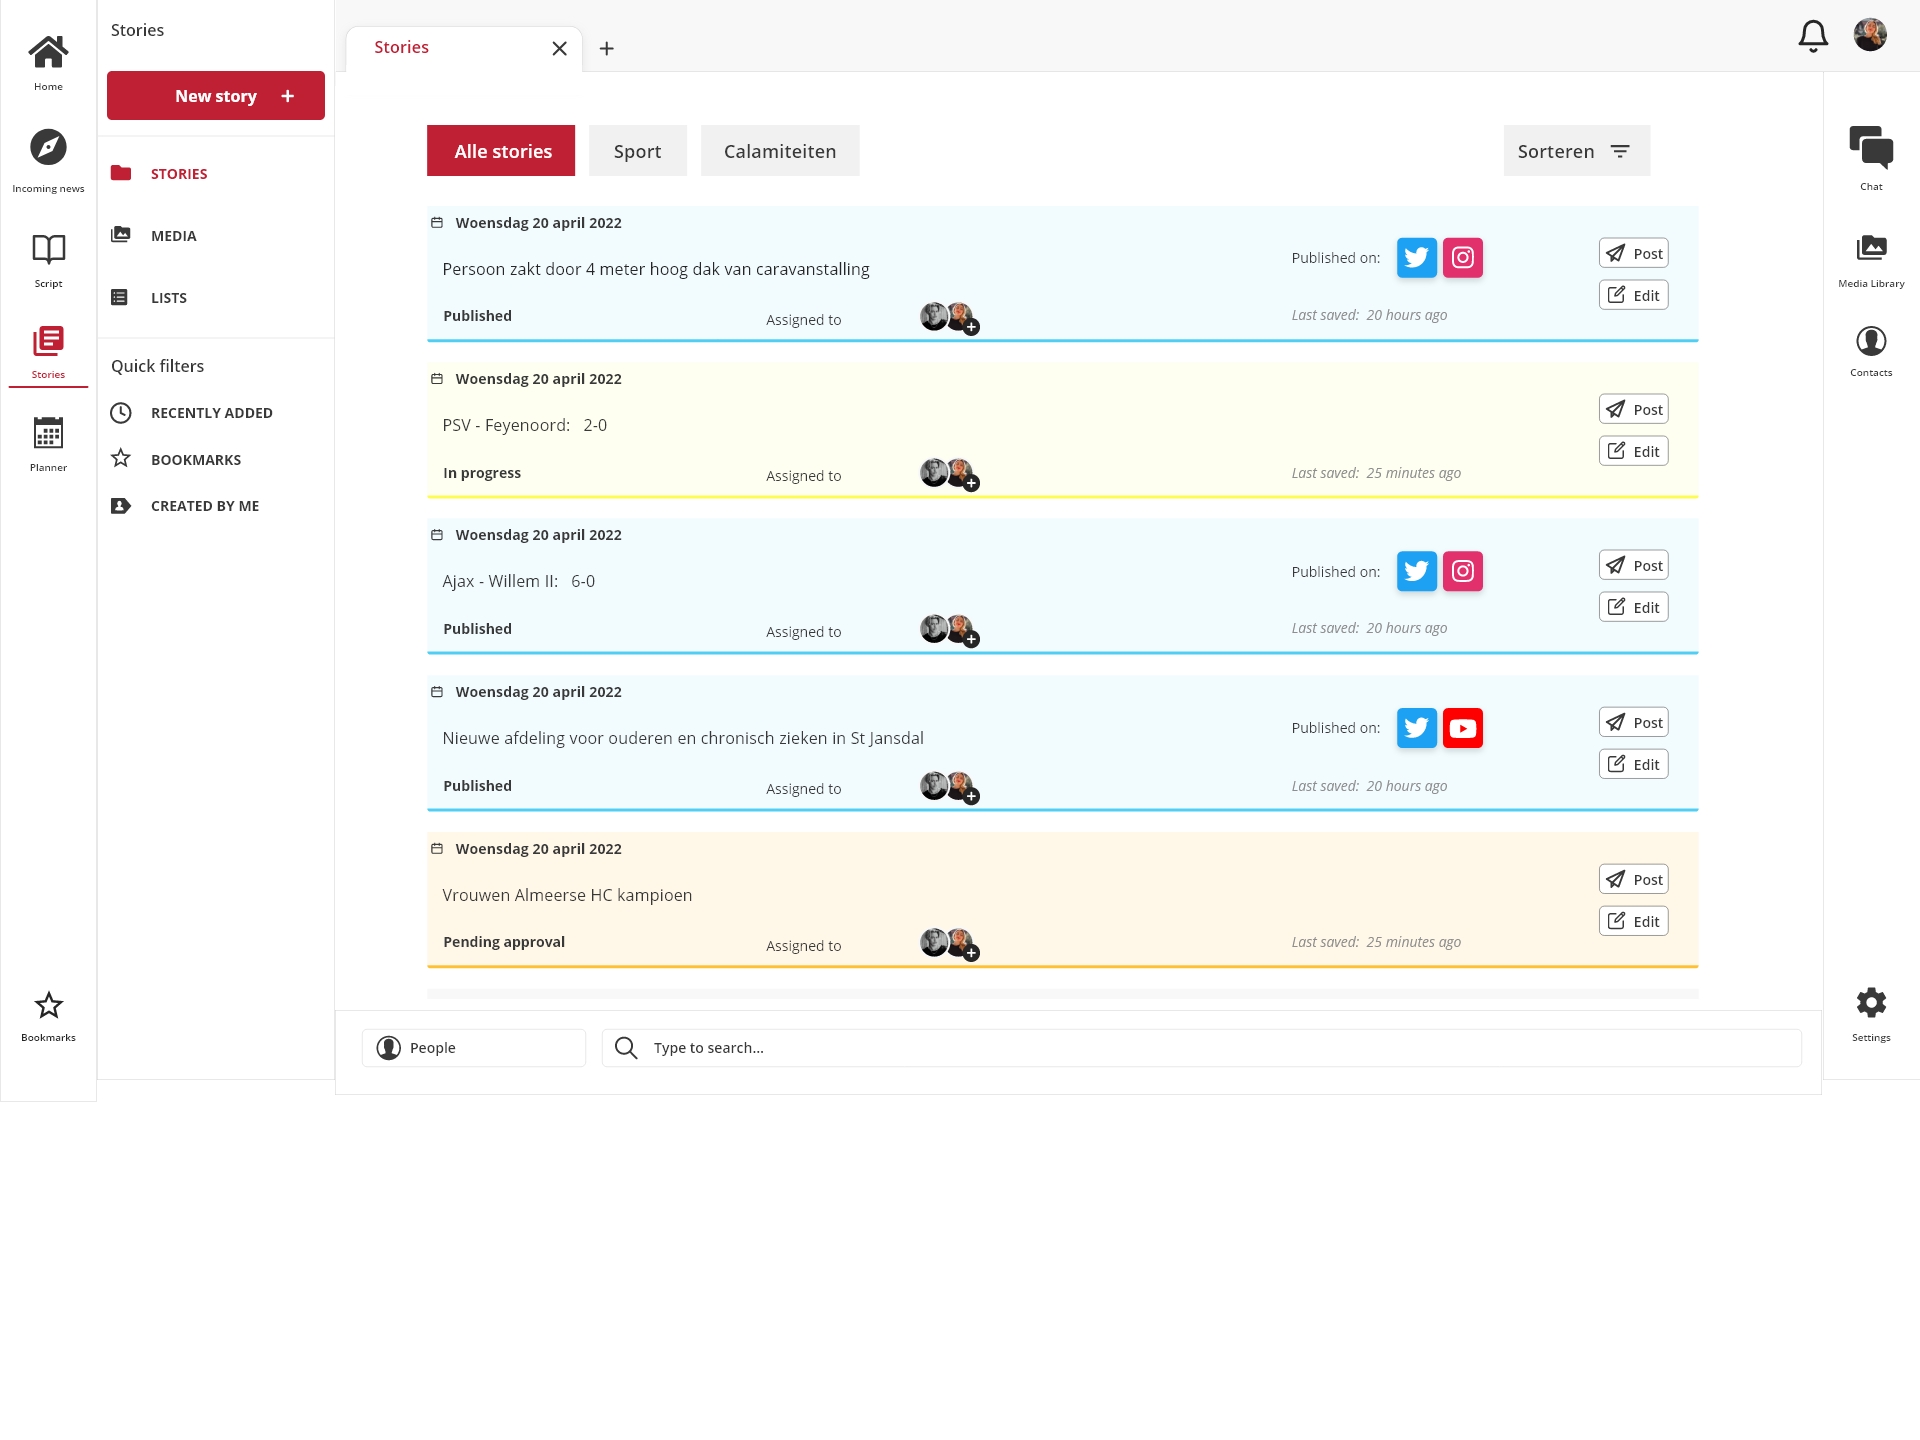 Home
Incoming news
Script
Stories
Planner
Bookmarks
Stories
New story +
STORIES
MEDIA
LISTS
Quick filters
RECENTLY ADDED
BOOKMARKS
CREATED BY ME
Stories
Alle stories
Sport
Calamiteiten
Sorteren
Woensdag 20 april 2022
Persoon zakt door 4 meter hoog dak van caravanstalling
Published on:
Post
Edit
Published
Assigned to
Last saved: 20 hours ago
Woensdag 20 april 2022
PSV - Feyenoord: 2-0
Post
Edit
In progress
Assigned to
Last saved: 25 minutes ago
Woensdag 20 april 2022
Ajax - Willem II: 6-0
Published on:
Post
Edit
Published
Assigned to
Last saved: 20 hours ago
Woensdag 20 april 2022
Nieuwe afdeling voor ouderen en chronisch zieken in St Jansdal
Published on:
Post
Edit
Published
Assigned to
Last saved: 20 hours ago
Woensdag 20 april 2022
Vrouwen Almeerse HC kampioen
Post
Edit
Pending approval
Assigned to
Last saved: 25 minutes ago
People
Type to search...
Chat
Media Library
Contacts
Settings